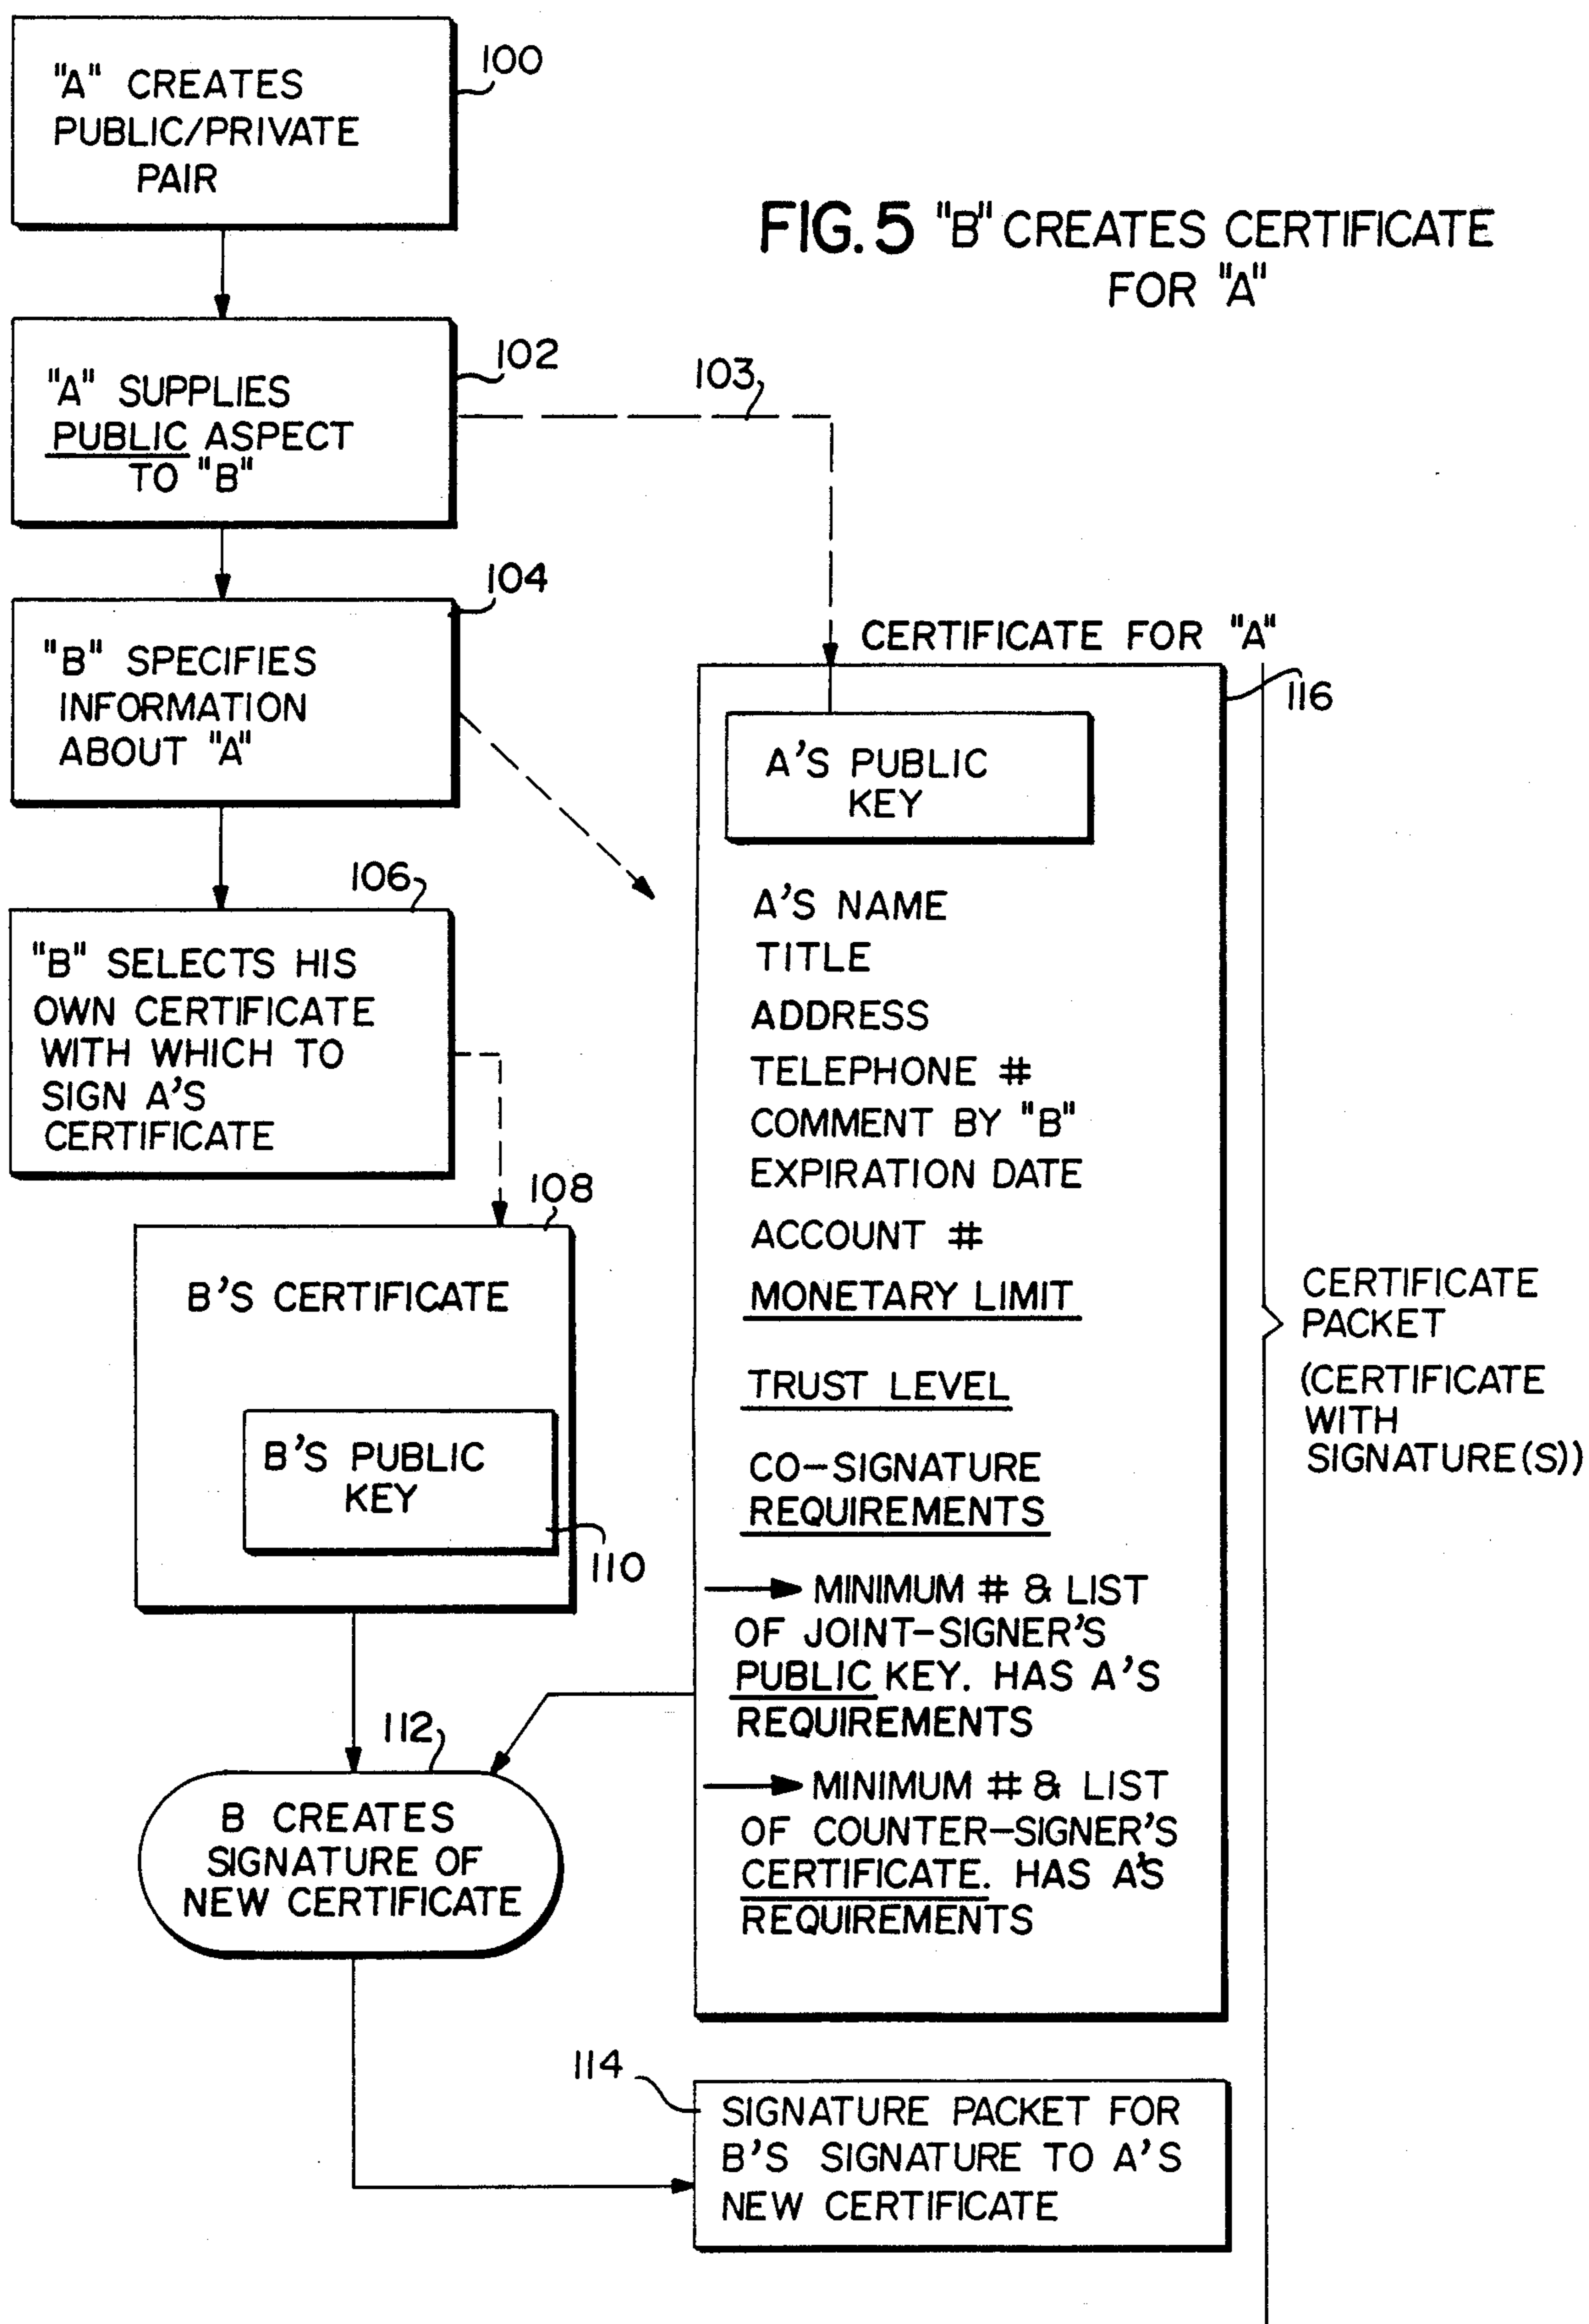 100
"A" CREATES
PUBLIC/PRIVATE
PAIR
FIG. 5 "B" CREATES CERTIFICATE
FOR "A"
102
"A" SUPPLIES
PUBLIC ASPECT
TO "B"
103
104
"B" SPECIFIES
INFORMATION
ABOUT "A"
106
"B" SELECTS HIS
OWN CERTIFICATE
WITH WHICH TO
SIGN A'S
CERTIFICATE
108
B'S CERTIFICATE
B'S PUBLIC
KEY
110
112
B CREATES
SIGNATURE OF
NEW CERTIFICATE
CERTIFICATE FOR "A"
116
A'S PUBLIC
KEY
A'S NAME
TITLE
ADDRESS
TELEPHONE #
COMMENT BY "B"
EXPIRATION DATE
ACCOUNT #
MONETARY LIMIT
TRUST LEVEL
CO-SIGNATURE
REQUIREMENTS
MINIMUM # & LIST
OF JOINT-SIGNER'S
PUBLIC KEY. HAS A'S
REQUIREMENTS
MINIMUM # & LIST
OF COUNTER-SIGNER'S
CERTIFICATE. HAS A'S
REQUIREMENTS
114
SIGNATURE PACKET FOR
B'S SIGNATURE TO A'S
NEW CERTIFICATE
CERTIFICATE
PACKET
(CERTIFICATE
WITH
SIGNATURE(S))